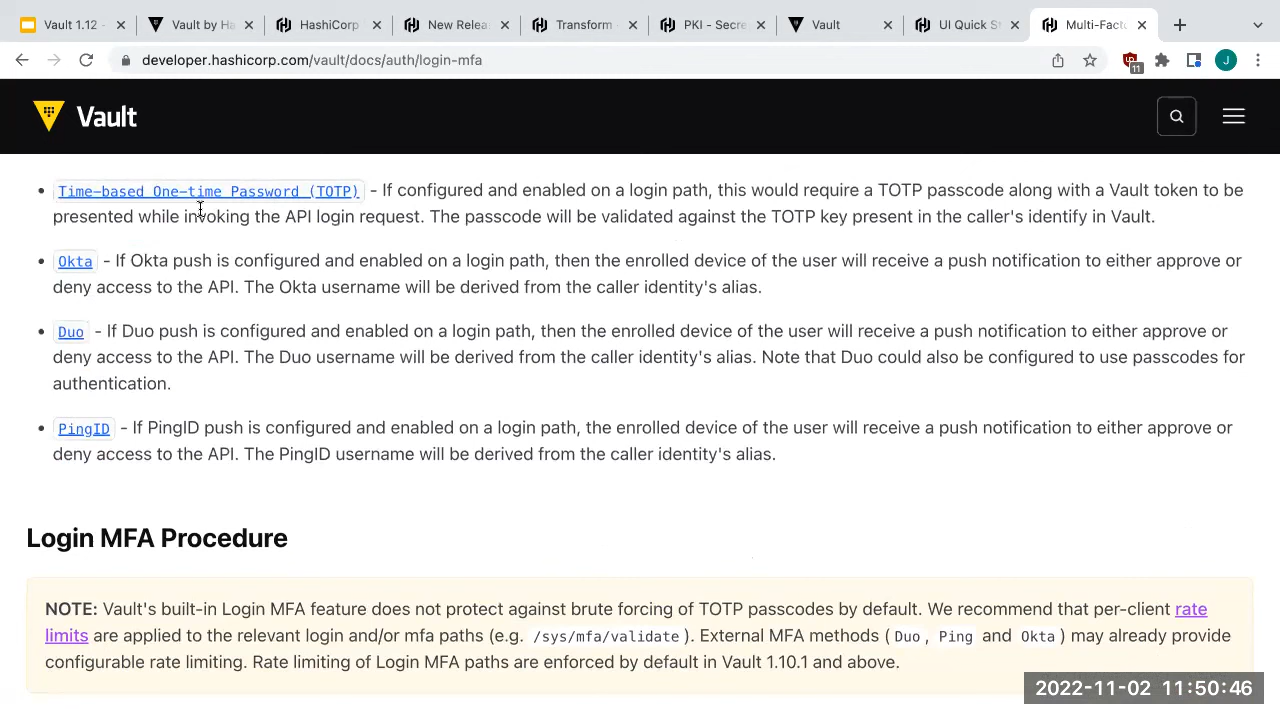 Vault 1.12 -
Vault by Ha
HashiCorp
New Relea
Transform -
PKI - Secre
Vault
UI Quick St
Multi-Facto
developer.hashicorp.com/vault/docs/auth/login-mfa
11
J
Vault
• Time-based One-time Password (TOTP) - If configured and enabled on a login path, this would require a TOTP passcode along with a Vault token to be
presented while invoking the API login request. The passcode will be validated against the TOTP key present in the caller's identify in Vault.
• Okta - If Okta push is configured and enabled on a login path, then the enrolled device of the user will receive a push notification to either approve or
deny access to the API. The Okta username will be derived from the caller identity's alias.
• Duo - If Duo push is configured and enabled on a login path, then the enrolled device of the user will receive a push notification to either approve or
deny access to the API. The Duo username will be derived from the caller identity's alias. Note that Duo could also be configured to use passcodes for
authentication.
• PingID - If PingID push is configured and enabled on a login path, the enrolled device of the user will receive a push notification to either approve or
deny access to the API. The PingID username will be derived from the caller identity's alias.
Login MFA Procedure
NOTE: Vault's built-in Login MFA feature does not protect against brute forcing of TOTP passcodes by default. We recommend that per-client rate
limits are applied to the relevant login and/or mfa paths (e.g. /sys/mfa/validate). External MFA methods (Duo, Ping and Okta) may already provide
configurable rate limiting. Rate limiting of Login MFA paths are enforced by default in Vault 1.10.1 and above.
2022-11-02 11:50:46